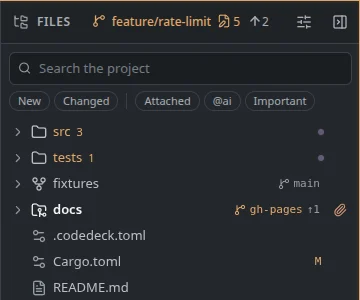 FILES feature/rate-limit 5 ↑2
Search the project
New Changed Attached @ai Important
src 3
tests 1
fixtures main
docs gh-pages ↑1
.codedeck.toml
Cargo.toml M
README.md